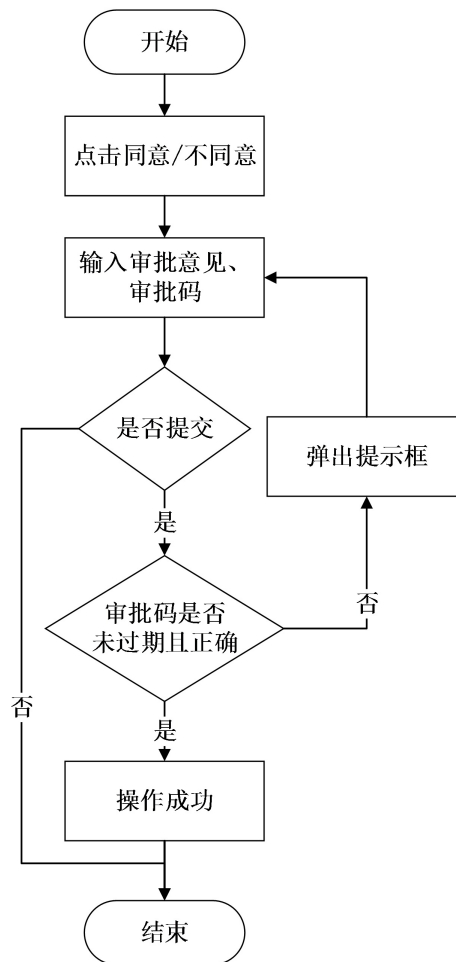 开始
点击同意/不同意
输入审批意见、
审批码
是否提交
弹出提示框
是
审批码是否
未过期且正确
否
否
是
操作成功
结束